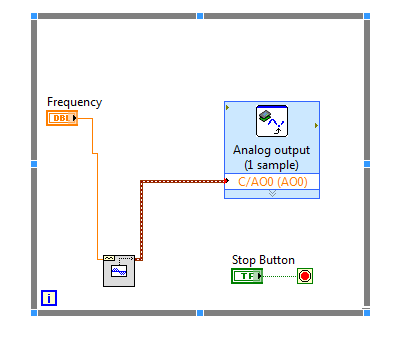 Frequency
DBL
Analog output
(1 sample)
C/AO0 (AO0)
Stop Button
TF
i